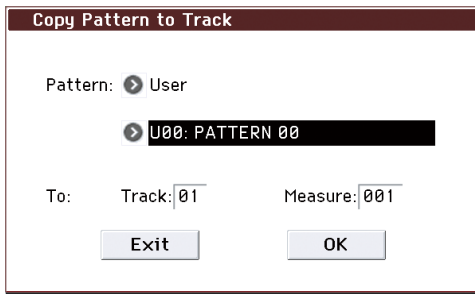 Copy Pattern to Track
Pattern: User
U00: PATTERN 00
To: Track: 01 Measure: 001
Exit OK